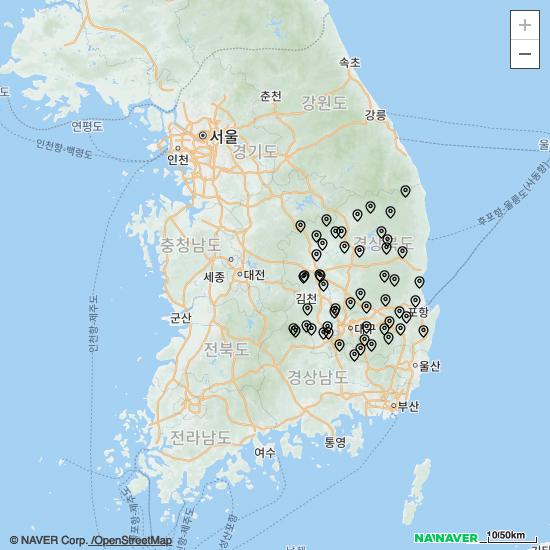 +
−
속초
도
춘천
강원도
강릉
연평도
서울
인천항-백령도
인천
경기도
울
후포항-울릉도(사동항)
충청남도
경상북도
세종
대전
인천항-제주도
김천
군산
포항
대구
전북도
경상남도
울산
부산
전라남도
통영
여수
© NAVER Corp. /OpenStreetMap
NAVER
10/50km